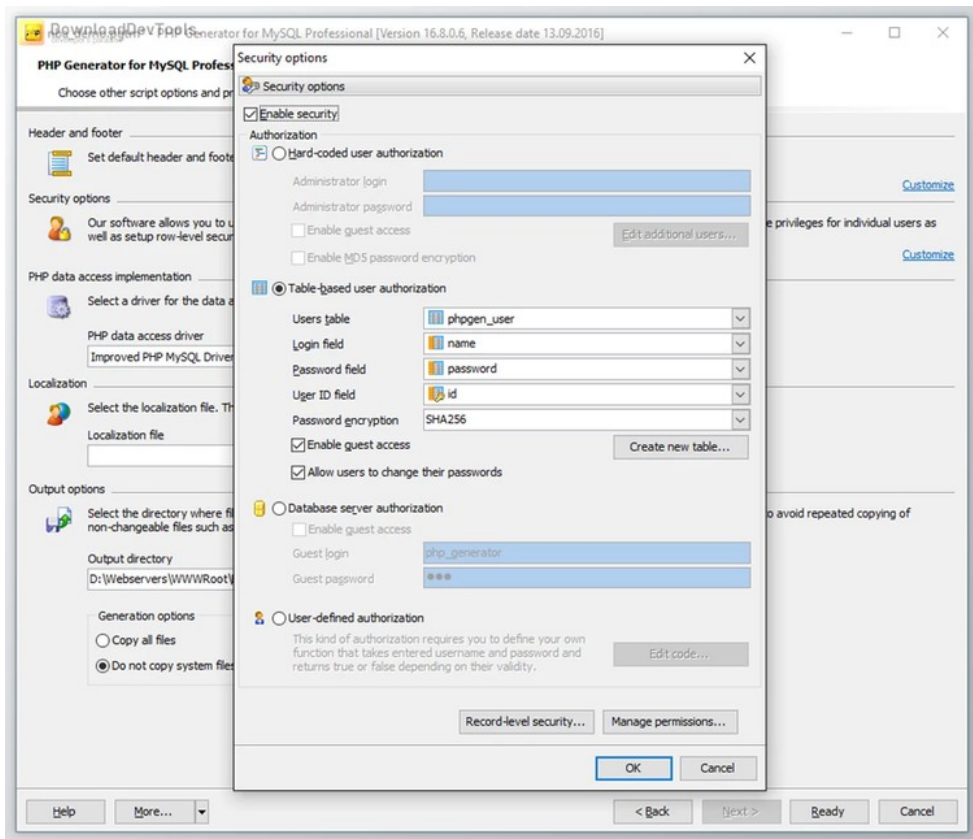 DownloadDevTools
PHP Generator for MySQL Professional [Version 16.8.0.6, Release date 13.09.2016]
PHP Generator for MySQL Profess
Choose other script options and pr
Header and footer
Set default header and foote
Customize
Security options
Our software allows you to u
well as setup row-level secur
e privileges for individual users as
Customize
PHP data access implementation
Select a driver for the data a
PHP data access driver
Improved PHP MySQL Driver
Localization
Select the localization file. Th
Localization file
Output options
Select the directory where fil
non-changeable files such as
o avoid repeated copying of
Output directory
D:\Webservers\WWWRoot\
Generation options
Copy all files
Do not copy system files
Help
More...
< Back
Next >
Ready
Cancel
Security options
Security options
Enable security
Authorization
Hard-coded user authorization
Administrator login
Administrator password
Enable guest access
Edit additional users...
Enable MD5 password encryption
Table-based user authorization
Users table
phpgen_user
Login field
name
Password field
password
User ID field
id
Password encryption
SHA256
Enable guest access
Create new table...
Allow users to change their passwords
Database server authorization
Enable guest access
Guest login
php_generator
Guest password
●●●
User-defined authorization
This kind of authorization requires you to define your own
function that takes entered username and password and
returns true or false depending on their validity.
Edit code...
Record-level security...
Manage permissions...
OK
Cancel